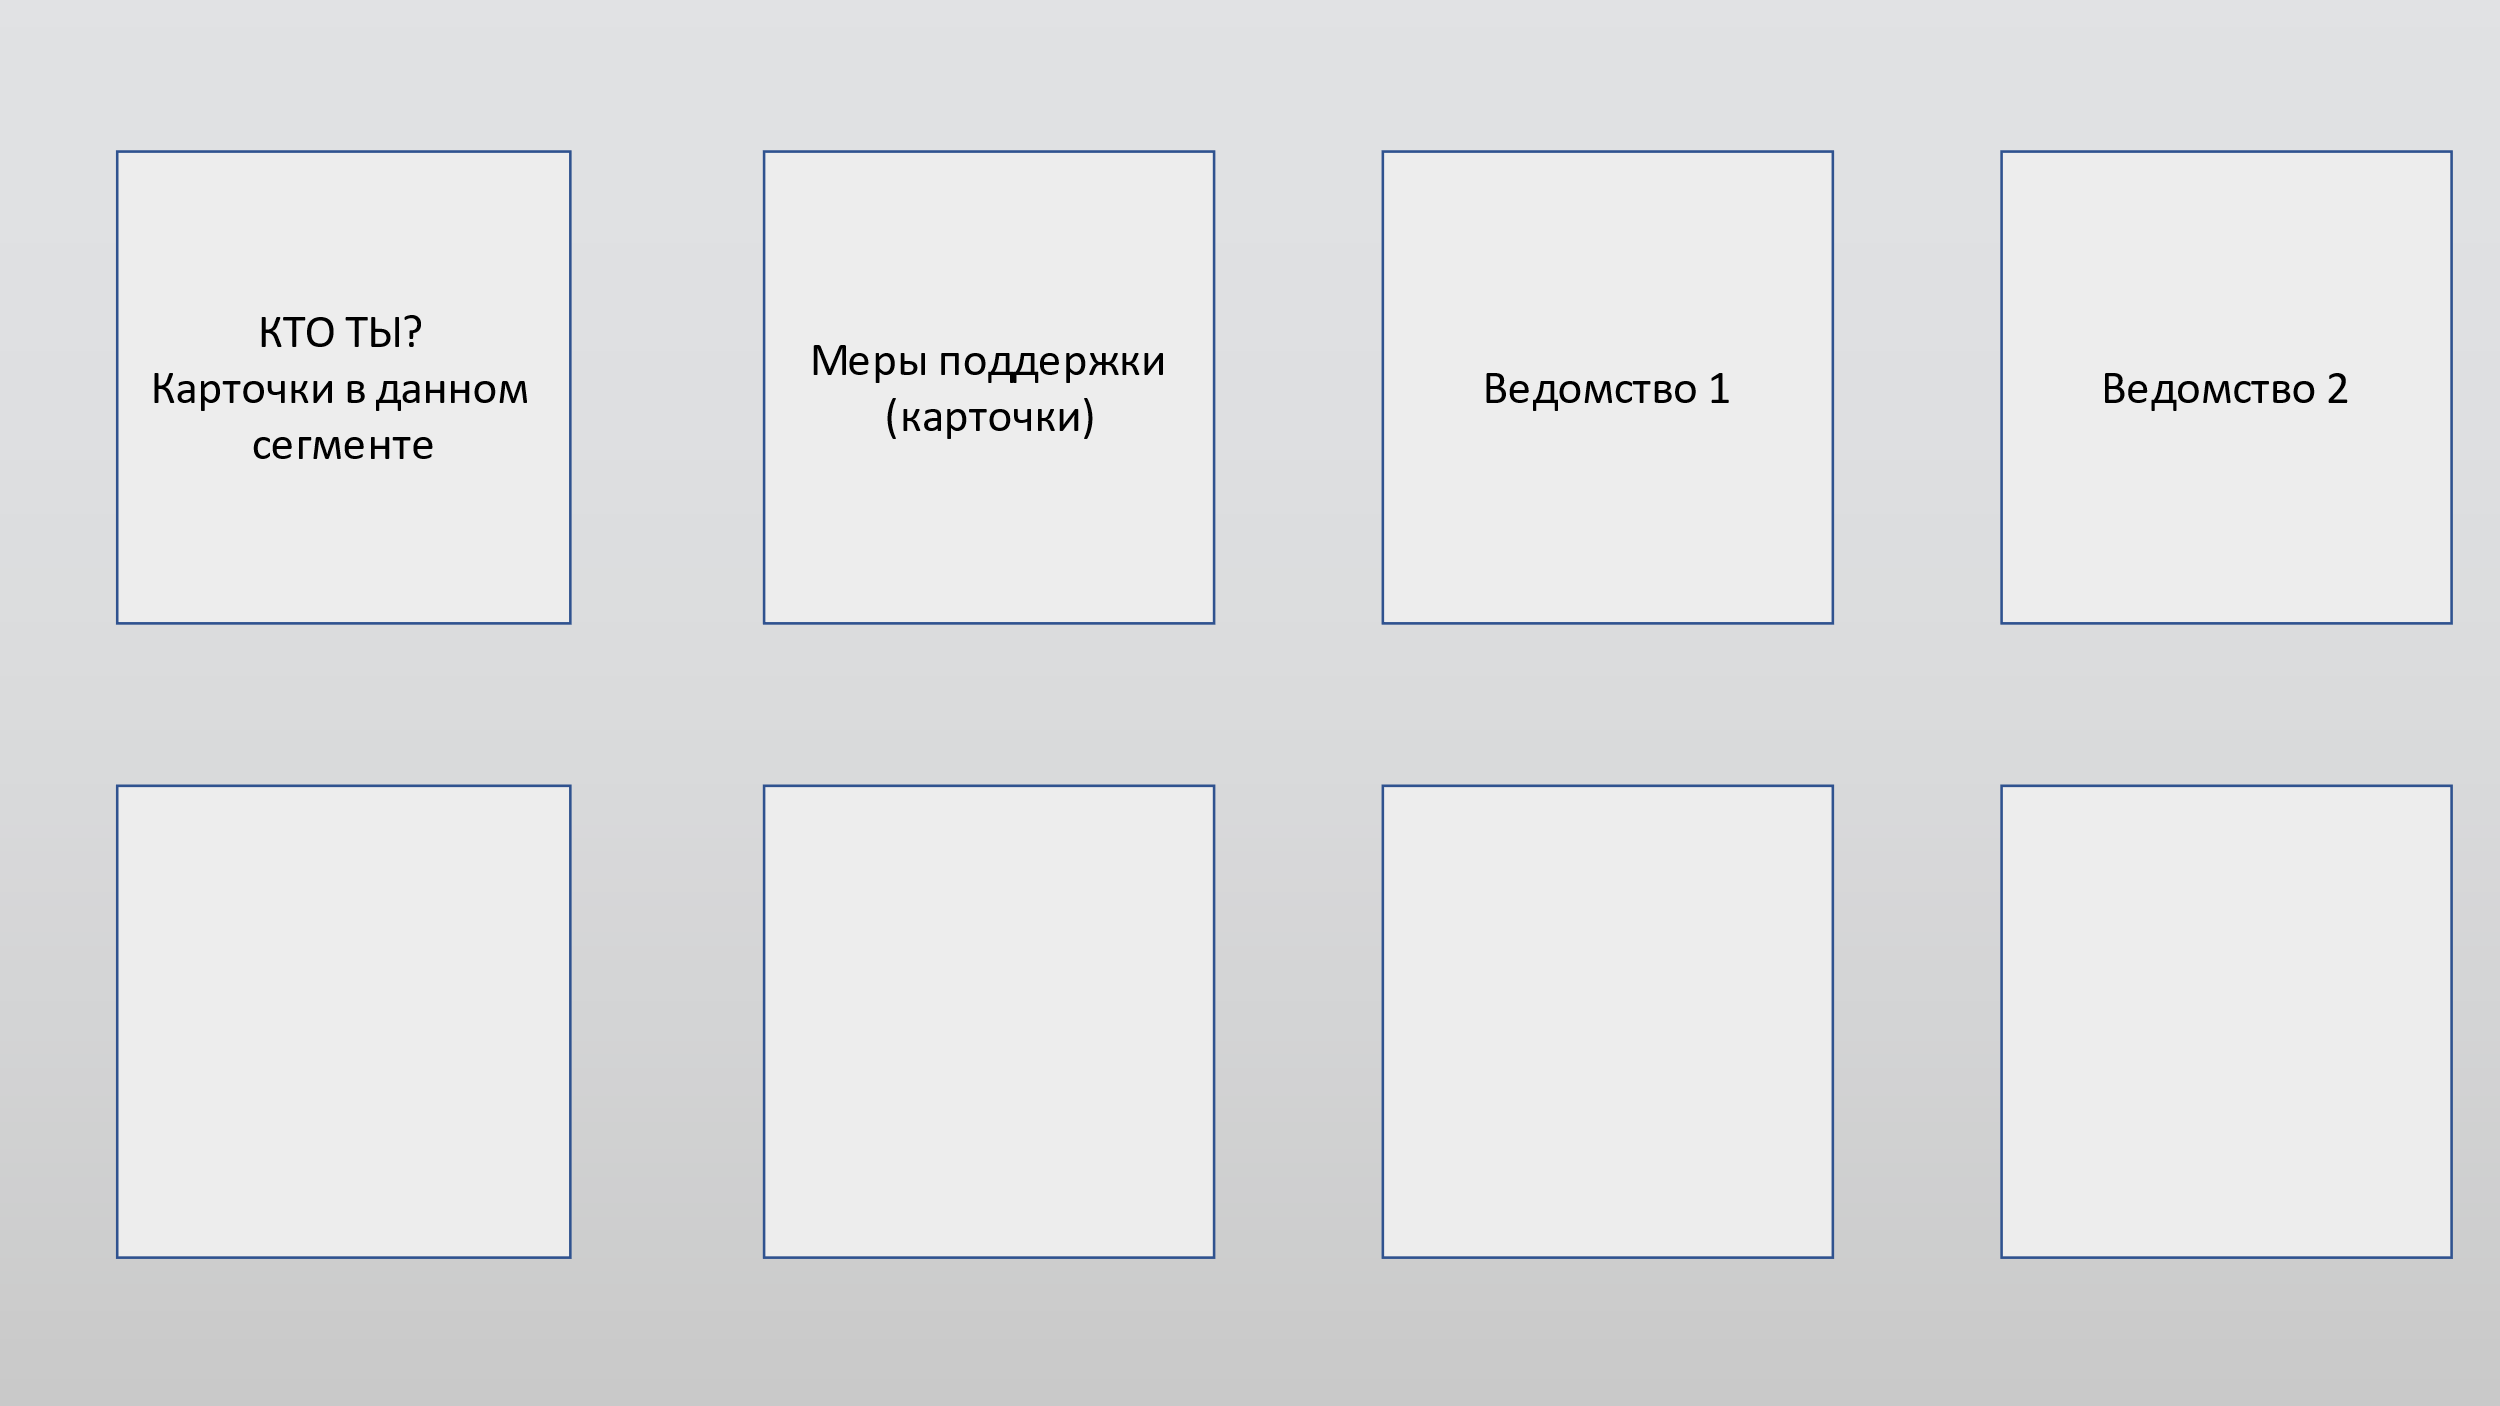 КТО ТЫ?
Карточки в данном
сегменте
Меры поддержки
(карточки)
Ведомство 1
Ведомство 2